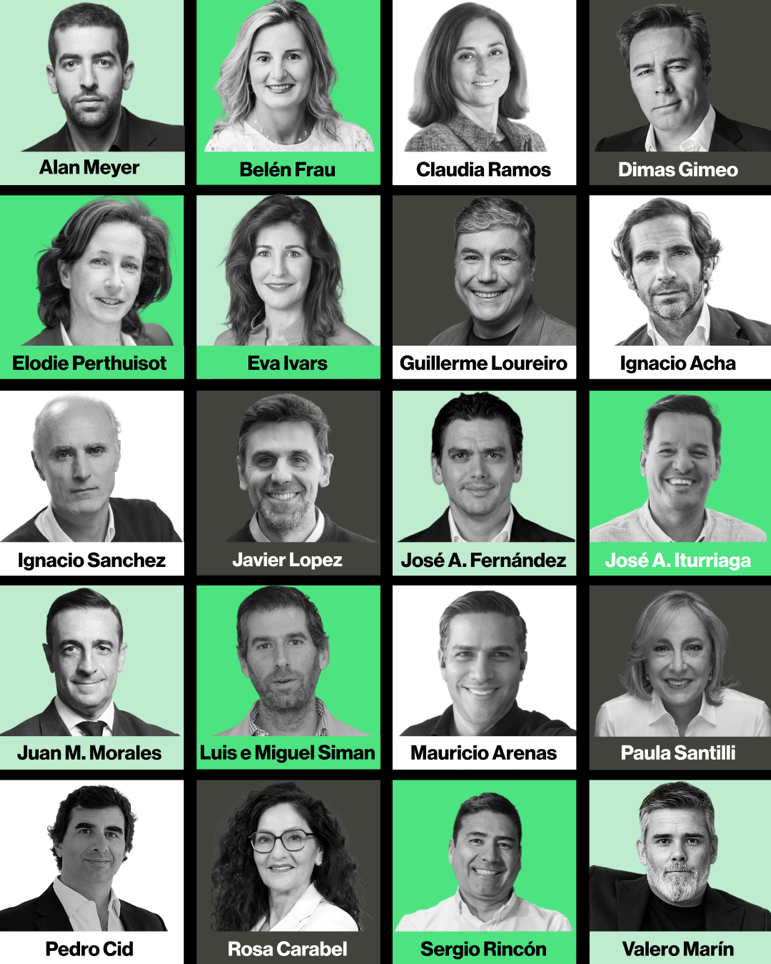 Alan Meyer
Belén Frau
Claudia Ramos
Dimas Gimeo
Elodie Perthuisot
Eva Ivars
Guillerme Loureiro
Ignacio Acha
Ignacio Sanchez
Javier Lopez
José A. Fernández
José A. Iturriaga
Juan M. Morales
Luis e Miguel Siman
Mauricio Arenas
Paula Santilli
Pedro Cid
Rosa Carabel
Sergio Rincón
Valero Marín